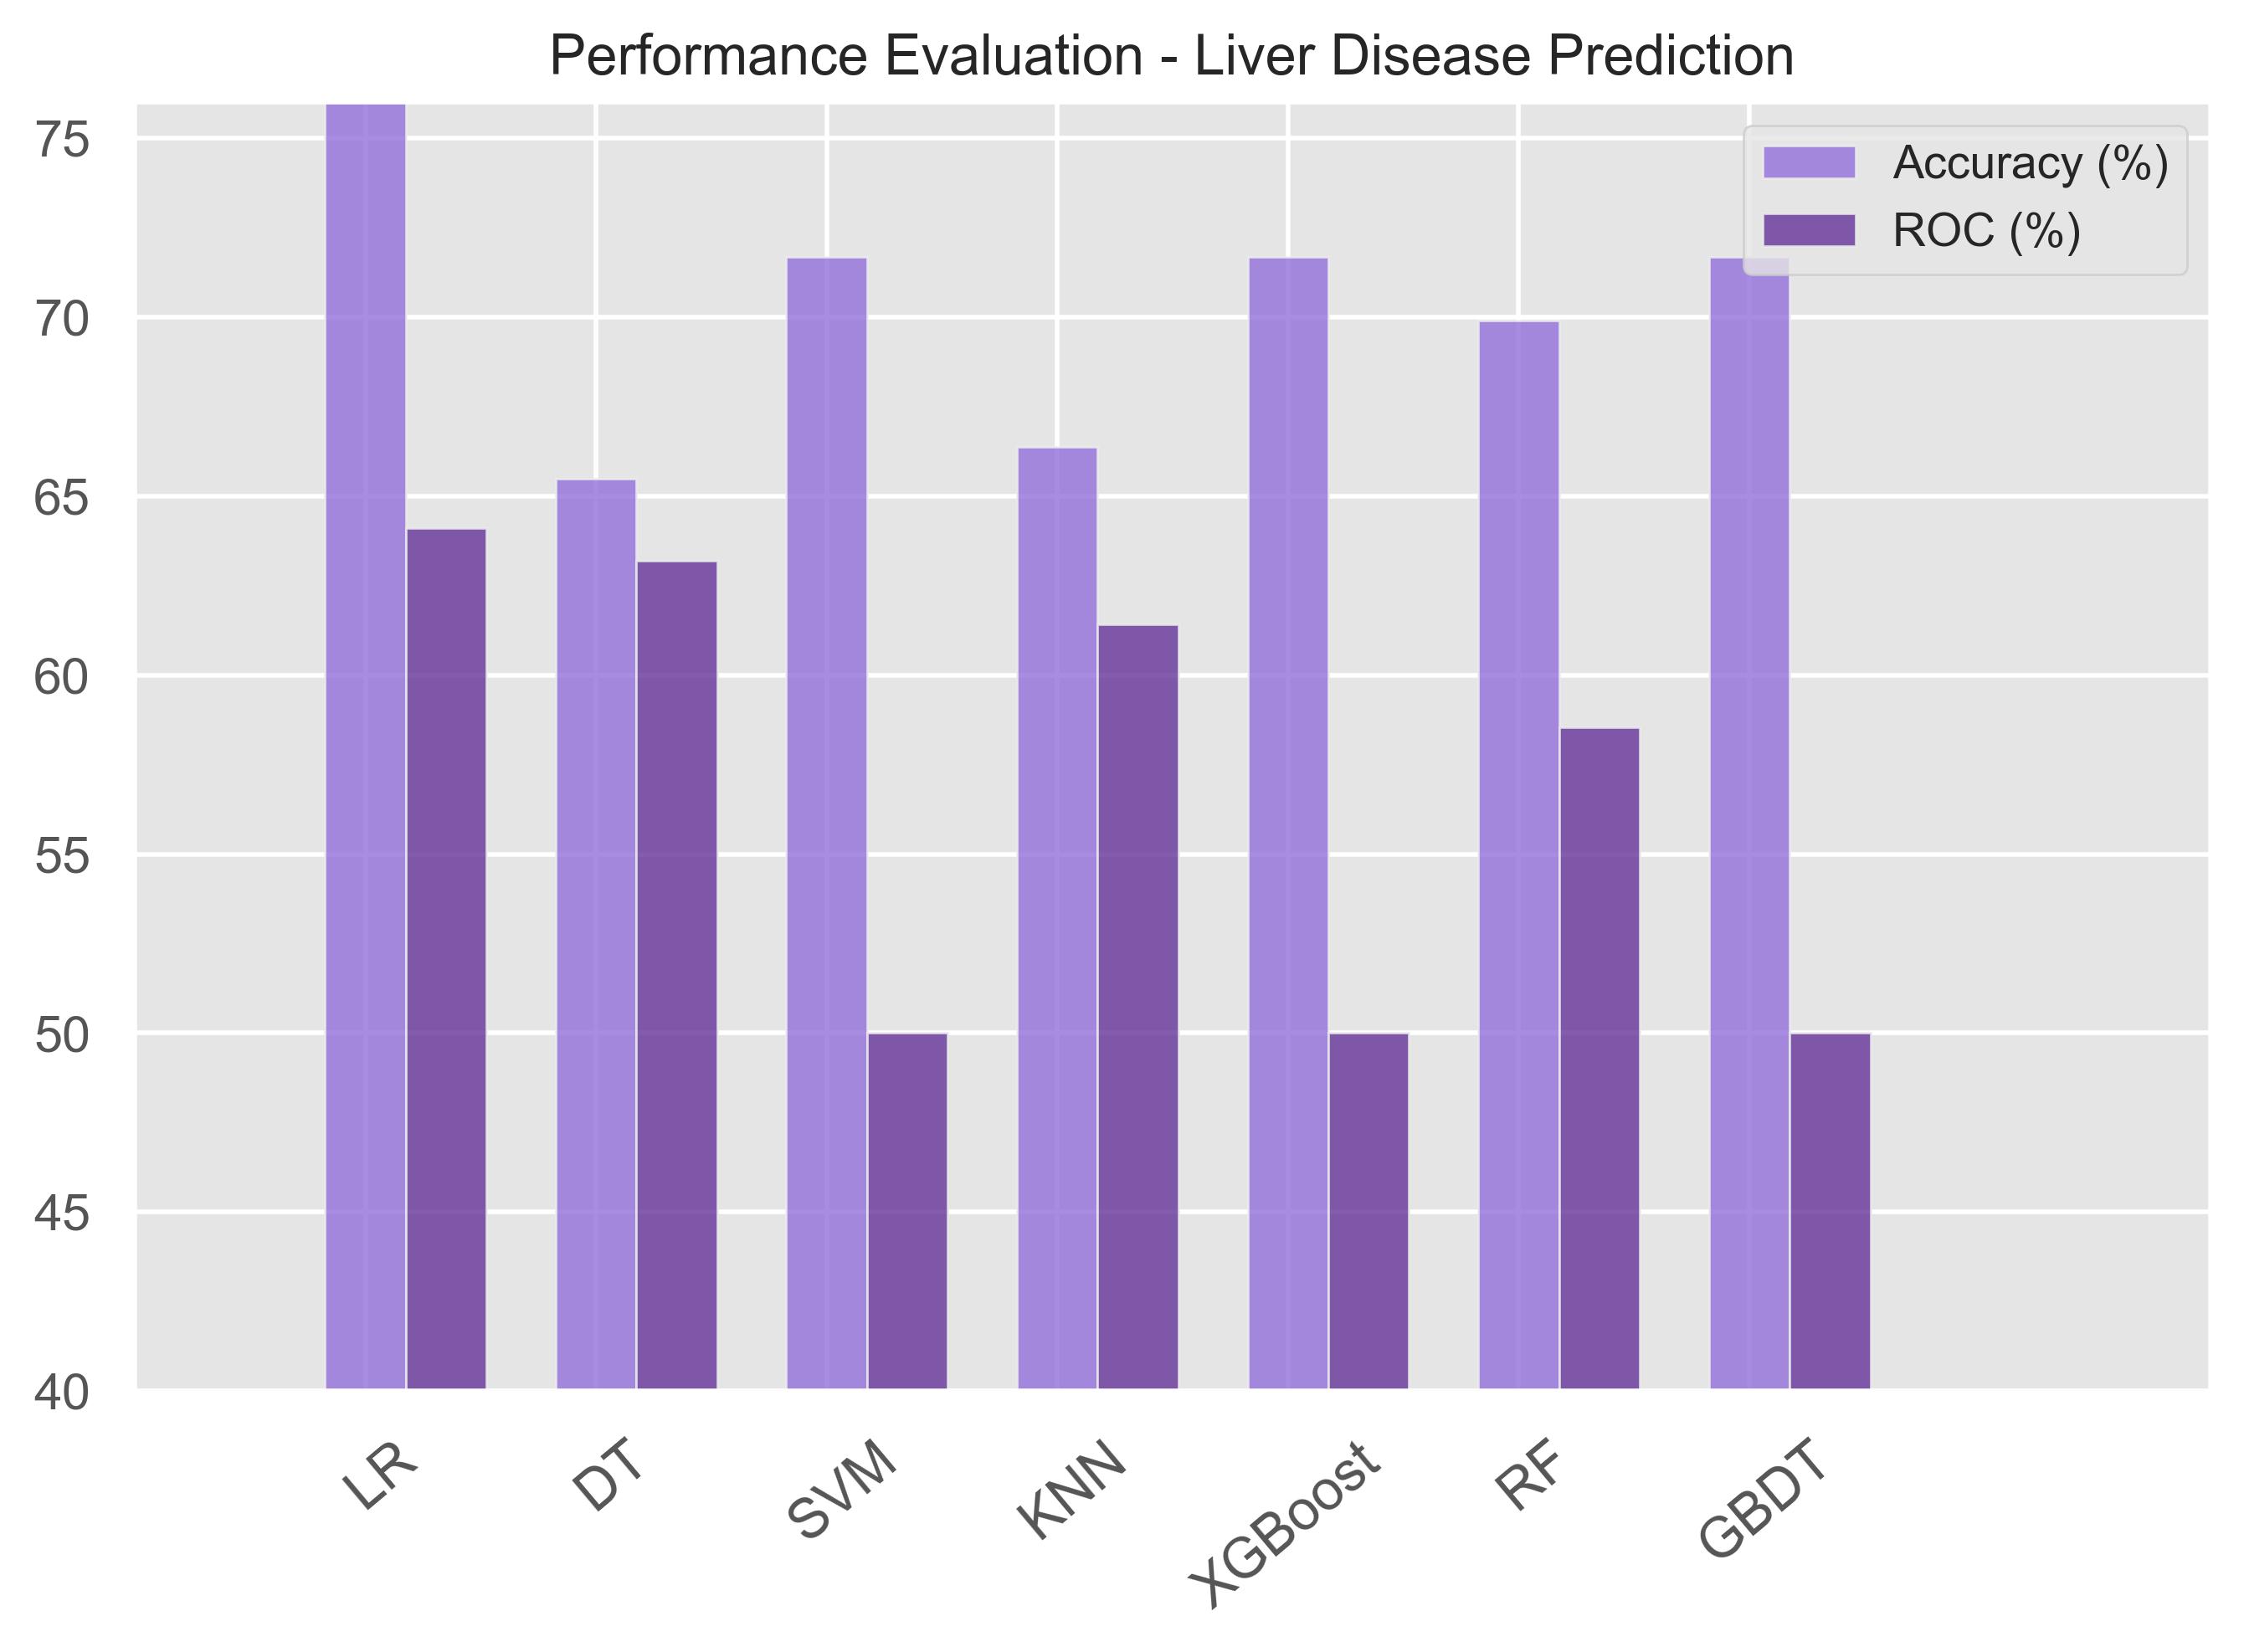 Performance Evaluation - Liver Disease Prediction
75
70
65
60
55
50
45
40
Accuracy (%)
ROC (%)
LR
DT
SVM
KNN
XGBoost
RF
GBDT